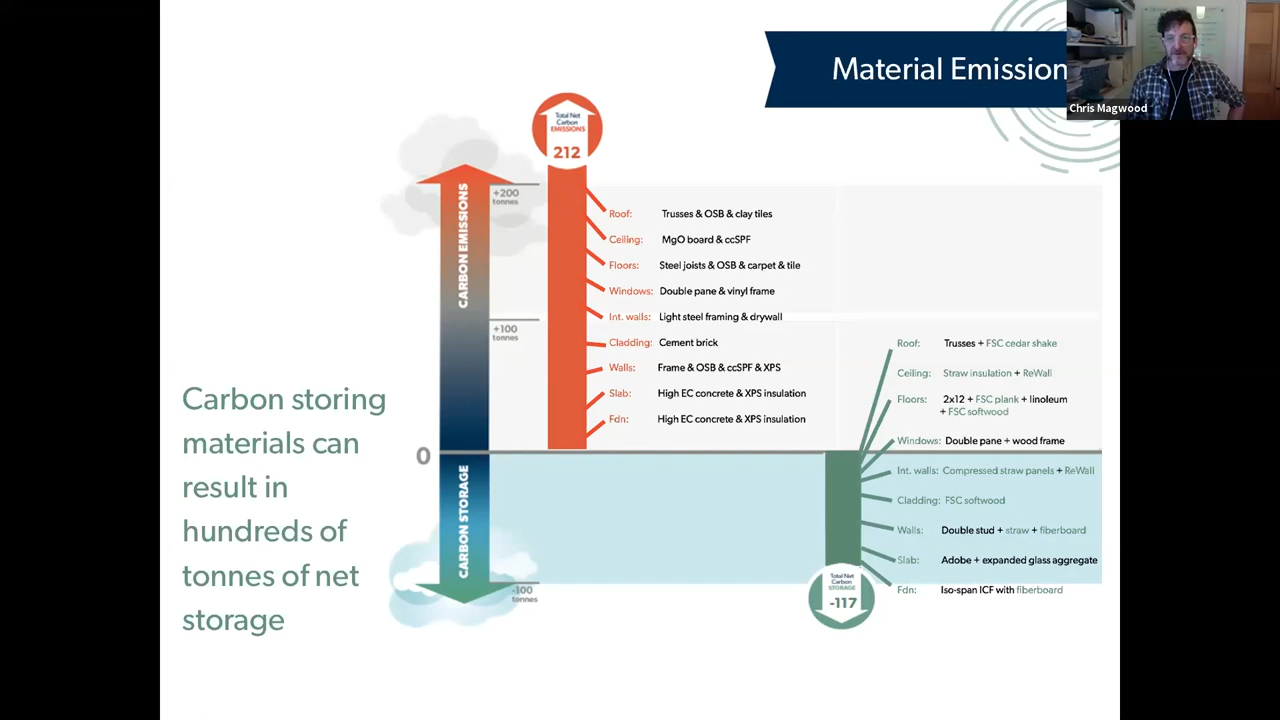 Material Emission
Chris Magwood
Total Net
Carbon
EMISSIONS
212
CARBON EMISSIONS
+200
tonnes
+100
tonnes
0
CARBON STORAGE
-100
tonnes
Roof: Trusses & OSB & clay tiles
Ceiling: MgO board & ccSPF
Floors: Steel joists & OSB & carpet & tile
Windows: Double pane & vinyl frame
Int. walls: Light steel framing & drywall
Cladding: Cement brick
Walls: Frame & OSB & ccSPF & XPS
Slab: High EC concrete & XPS insulation
Fdn: High EC concrete & XPS insulation
Roof: Trusses + FSC cedar shake
Ceiling: Straw insulation + ReWall
Floors: 2x12 + FSC plank + linoleum
+ FSC softwood
Windows: Double pane + wood frame
Int. walls: Compressed straw panels + ReWall
Cladding: FSC softwood
Walls: Double stud + straw + fiberboard
Slab: Adobe + expanded glass aggregate
Fdn: Iso-span ICF with fiberboard
Total Net
Carbon
STORAGE
-117
Carbon storing
materials can
result in
hundreds of
tonnes of net
storage